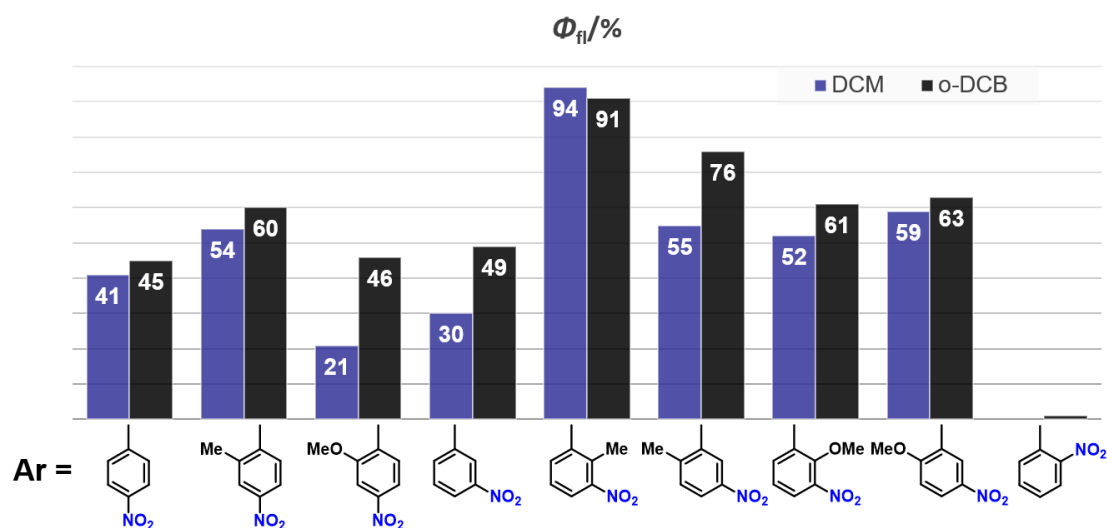 Φfl/%
DCM o-DCB
41 45 54 60 21 46 30 49 94 91 55 76 52 61 59 63
Ar =
Me MeO Me Me OMe MeO NO₂
NO₂ NO₂ NO₂ NO₂ NO₂ NO₂ NO₂ NO₂